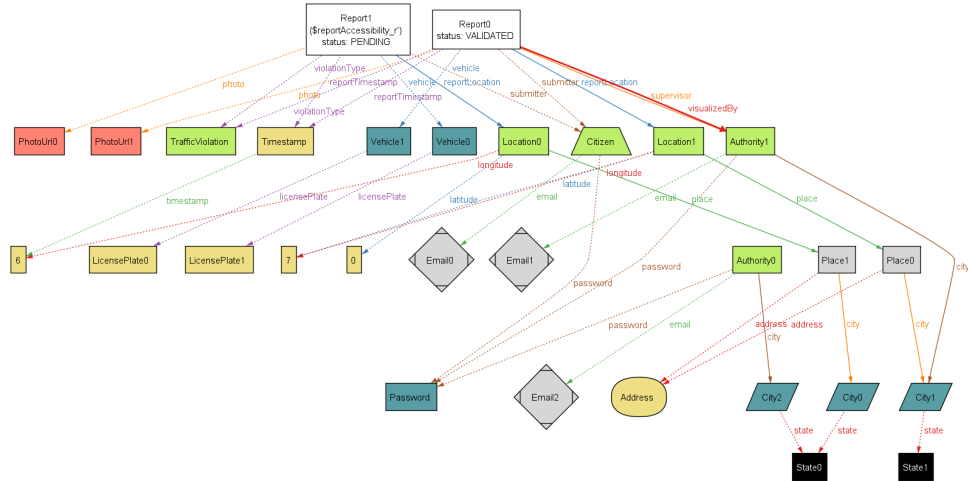 Report1
($reportAccessibility_r')
status: PENDING
Report0
status: VALIDATED
violationType
vehicle
photo
reportTimestamp
vehicle
reportLocation
submitter
reportLocation
photo
reportTimestamp
submitter
supervisor
visualizedBy
violationType
PhotoUrl0
PhotoUrl1
TrafficViolation
Timestamp
Vehicle1
Vehicle0
Location0
Citizen
Location1
Authority1
longitude
longitude
latitude
timestamp
licensePlate
licensePlate
latitude
email
place
email
place
6
LicensePlate0
LicensePlate1
7
0
Email0
Email1
Authority0
Place1
Place0
city
password
password
email
city
address
address
city
city
Password
Email2
Address
City2
City0
City1
state
state
state
State0
State1